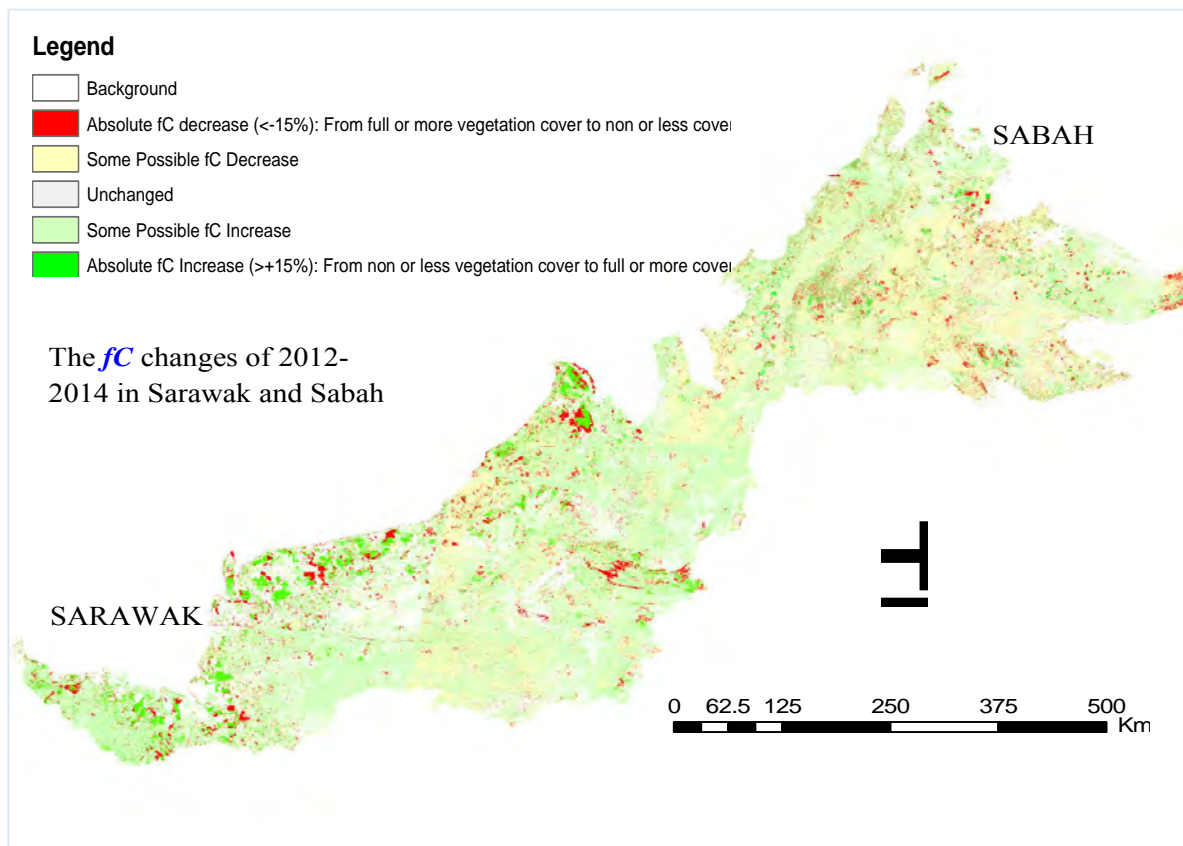 Legend
Background
Absolute fC decrease (<-15%): From full or more vegetation cover to non or less cover
Some Possible fC Decrease
Unchanged
Some Possible fC Increase
Absolute fC Increase (>+15%): From non or less vegetation cover to full or more cover
SABAH
The fC changes of 2012-
2014 in Sarawak and Sabah
SARAWAK
0 62.5 125 250 375 500
Km